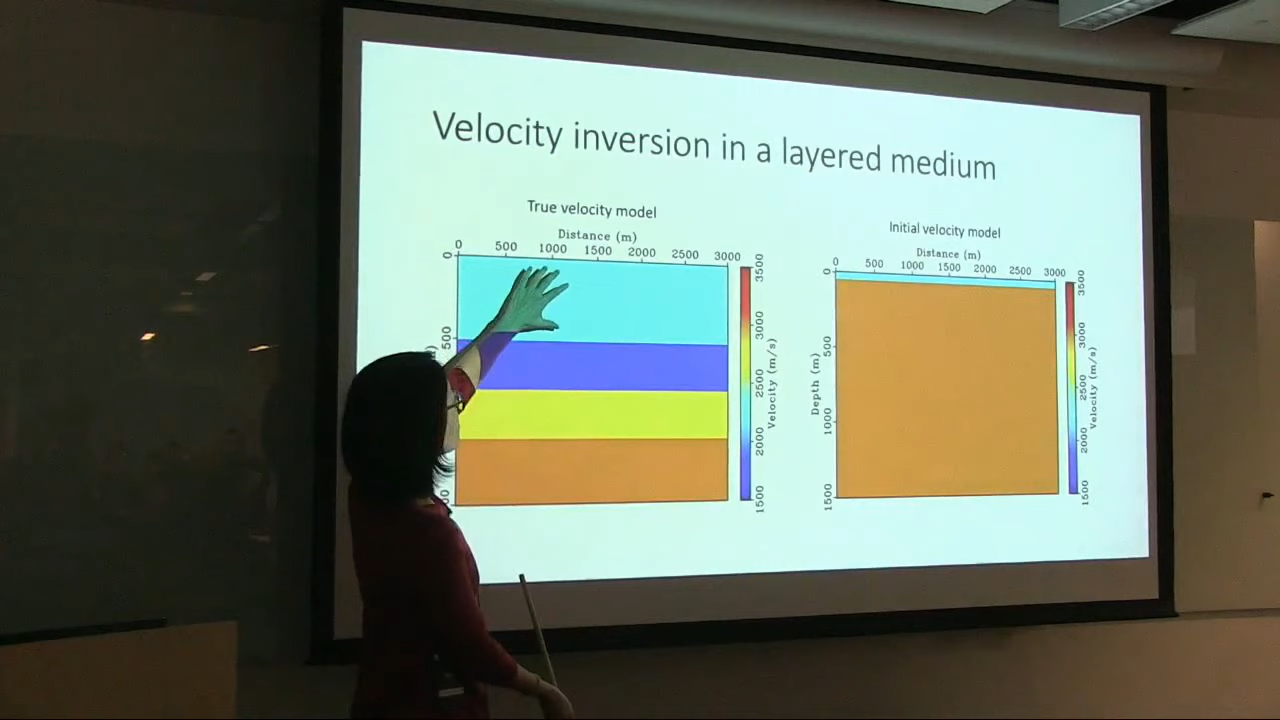 Velocity inversion in a layered medium
True velocity model
Distance (m)
0 500 1000 1500 2000 2500 3000
0
500
3500
3000
2500
2000
1500
Velocity (m/s)
Initial velocity model
Distance (m)
0 500 1000 1500 2000 2500 3000
0
500
1000
1500
Depth (m)
3500
3000
2500
2000
1500
Velocity (m/s)